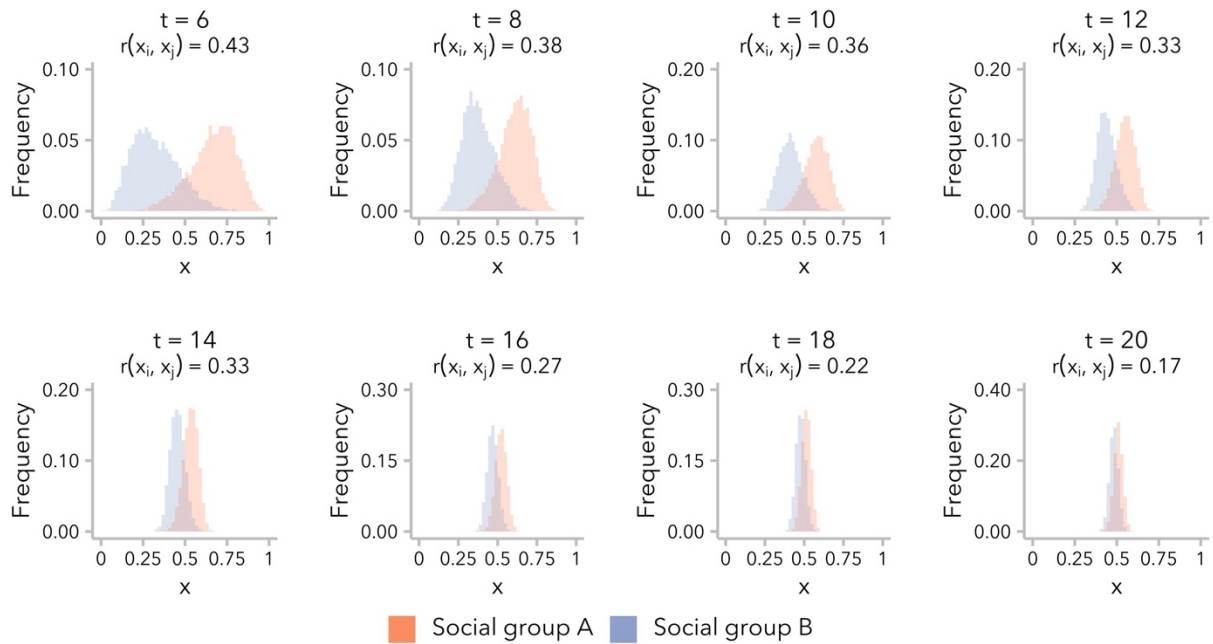 t = 6
r(xᵢ, xⱼ) = 0.43
0.10
0.05
0.00
Frequency
0 0.25 0.5 0.75 1
x
t = 8
r(xᵢ, xⱼ) = 0.38
0.10
0.05
0.00
Frequency
0 0.25 0.5 0.75 1
x
t = 10
r(xᵢ, xⱼ) = 0.36
0.20
0.10
0.00
Frequency
0 0.25 0.5 0.75 1
x
t = 12
r(xᵢ, xⱼ) = 0.33
0.20
0.10
0.00
Frequency
0 0.25 0.5 0.75 1
x
t = 14
r(xᵢ, xⱼ) = 0.33
0.20
0.10
0.00
Frequency
0 0.25 0.5 0.75 1
x
t = 16
r(xᵢ, xⱼ) = 0.27
0.30
0.15
0.00
Frequency
0 0.25 0.5 0.75 1
x
t = 18
r(xᵢ, xⱼ) = 0.22
0.30
0.15
0.00
Frequency
0 0.25 0.5 0.75 1
x
t = 20
r(xᵢ, xⱼ) = 0.17
0.40
0.20
0.00
Frequency
0 0.25 0.5 0.75 1
x
Social group A Social group B